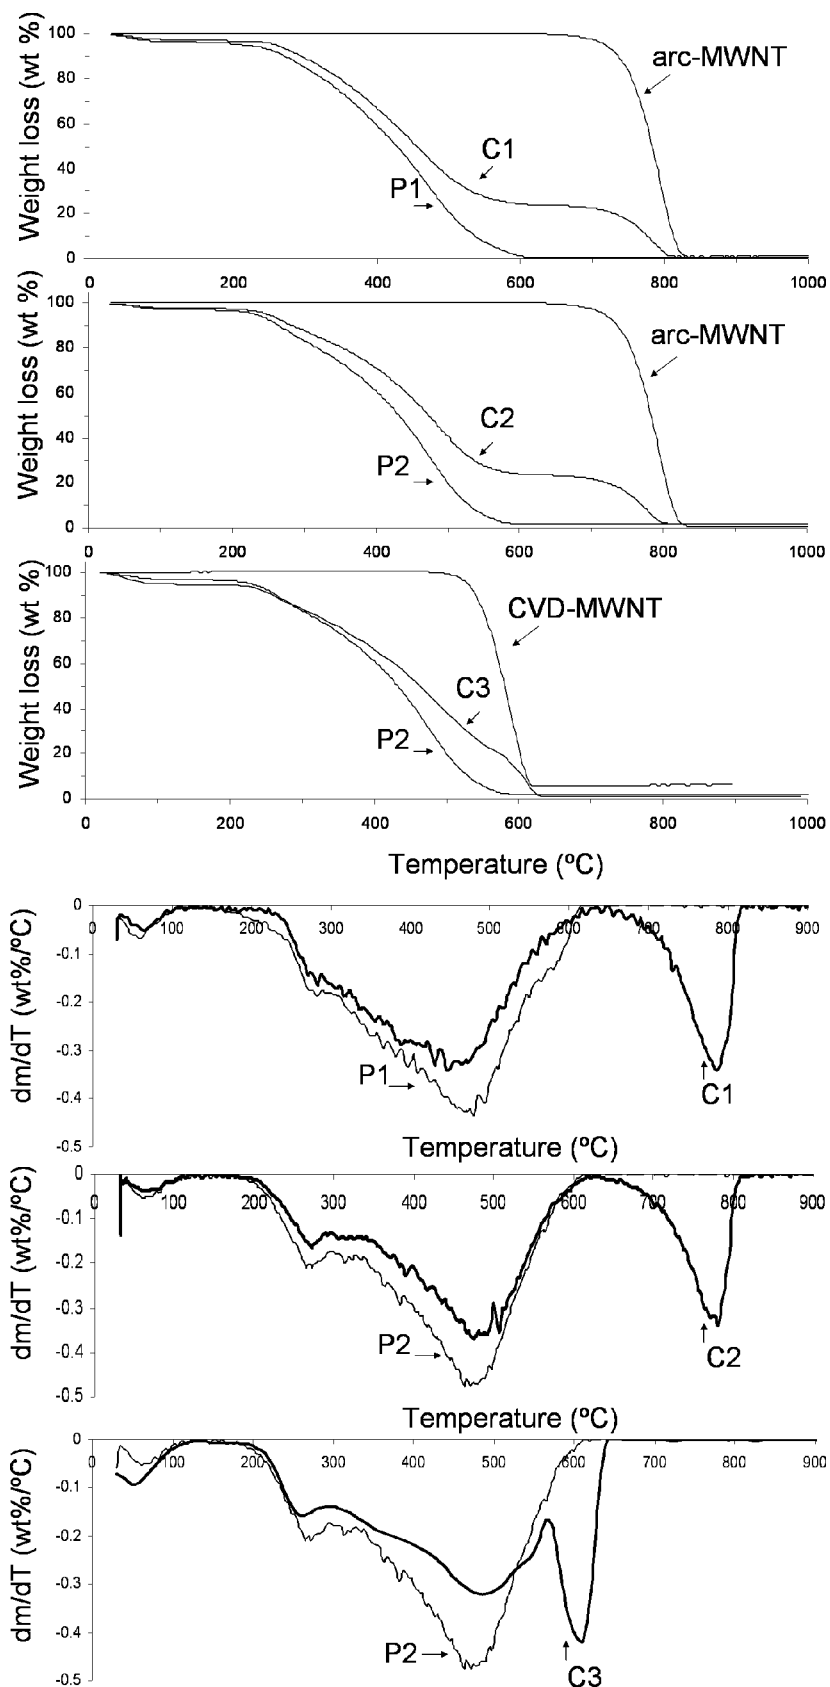 Weight loss (wt %)
100
80
60
40
20
0
arc-MWNT
C1
P1
0 200 400 600 800 1000
Weight loss (wt %)
100
80
60
40
20
0
arc-MWNT
C2
P2
0 200 400 600 800 1000
Weight loss (wt %)
100
80
60
40
20
0
CVD-MWNT
C3
P2
0 200 400 600 800 1000
Temperature (ºC)
dm/dT (wt%/ºC)
0
-0.1
-0.2
-0.3
-0.4
-0.5
0 100 200 300 400 500 600 700 800 900
P1
C1
Temperature (ºC)
dm/dT (wt%/ºC)
0
-0.1
-0.2
-0.3
-0.4
-0.5
0 100 200 300 400 500 600 700 800 900
P2
C2
Temperature (ºC)
dm/dT (wt%/ºC)
0
-0.1
-0.2
-0.3
-0.4
-0.5
0 100 200 300 400 500 600 700 800 900
P2
C3